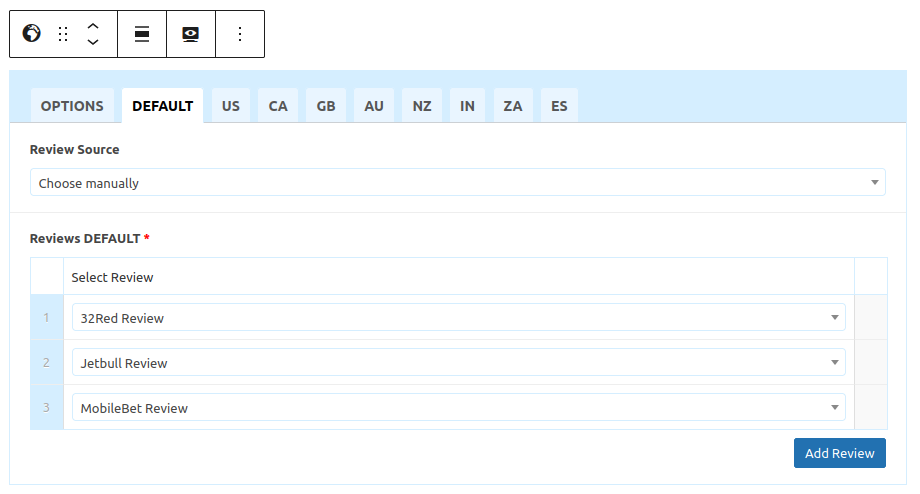 OPTIONS DEFAULT US CA GB AU NZ IN ZA ES
Review Source
Choose manually
Reviews DEFAULT *
Select Review
1 32Red Review
2 Jetbull Review
3 MobileBet Review
Add Review